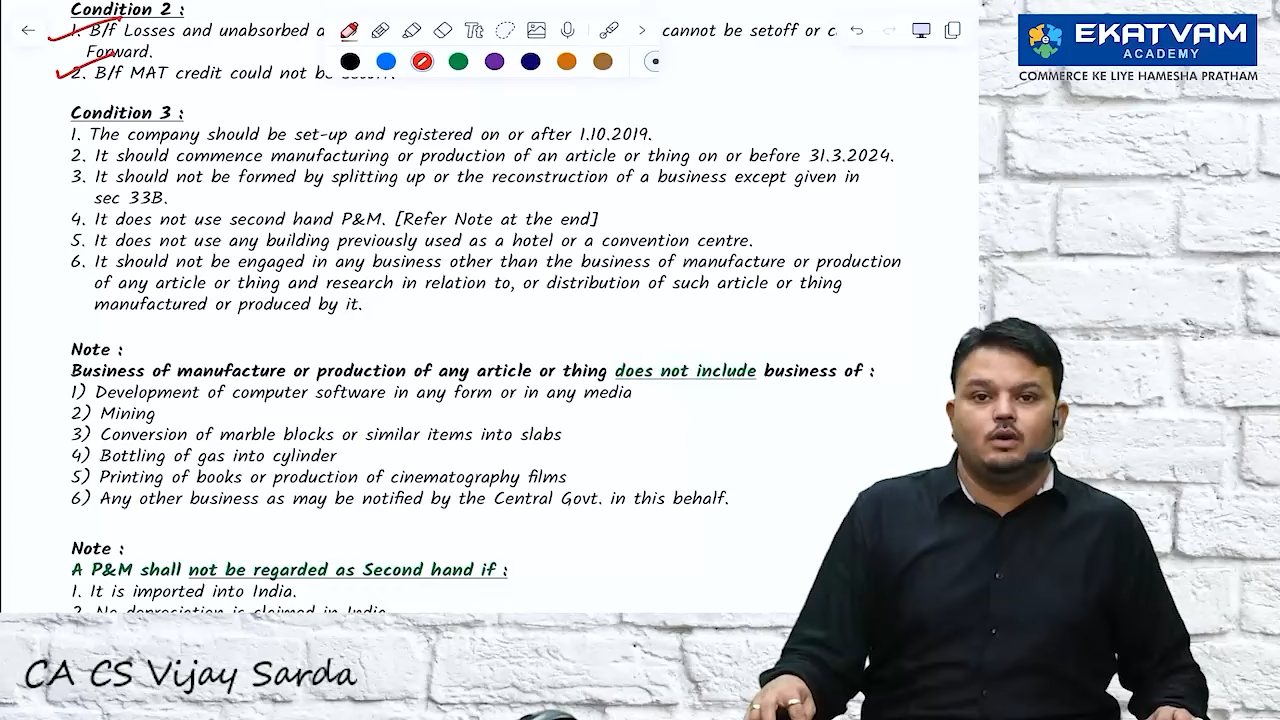 Condition 2 :
1. B/f Losses and unabsorbed
cannot be setoff or
Forward.
2. B/f MAT credit could not be
Condition 3 :
1. The company should be set-up and registered on or after 1.10.2019.
2. It should commence manufacturing or production of an article or thing on or before 31.3.2024.
3. It should not be formed by splitting up or the reconstruction of a business except given in
sec 33B.
4. It does not use second hand P&M. [Refer Note at the end]
5. It does not use any building previously used as a hotel or a convention centre.
6. It should not be engaged in any business other than the business of manufacture or production
of any article or thing and research in relation to, or distribution of such article or thing
manufactured or produced by it.
Note :
Business of manufacture or production of any article or thing does not include business of :
1) Development of computer software in any form or in any media
2) Mining
3) Conversion of marble blocks or similar items into slabs
4) Bottling of gas into cylinder
5) Printing of books or production of cinematography films
6) Any other business as may be notified by the Central Govt. in this behalf.
Note :
A P&M shall not be regarded as Second hand if :
1. It is imported into India.
2. No depreciation is claimed in India
EKATVAM
ACADEMY
COMMERCE KE LIYE HAMESHA PRATHAM
CA CS Vijay Sarda